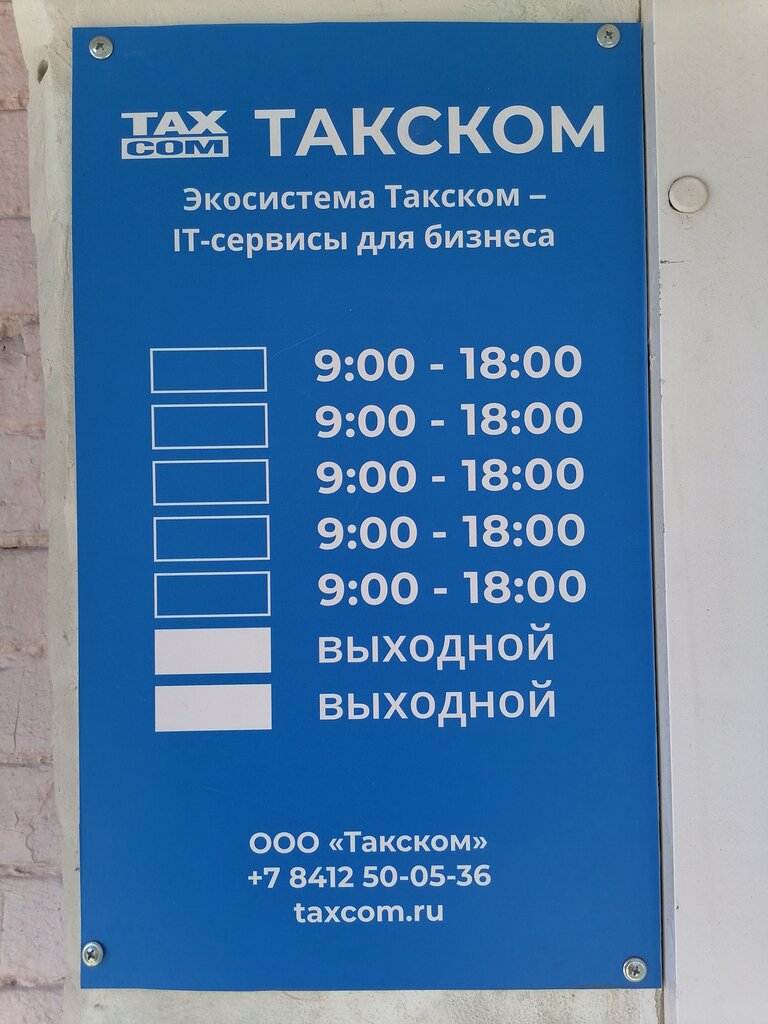 TAX
COM
ТАКСКОМ
Экосистема Такском –
IT-сервисы для бизнеса
9:00 - 18:00
9:00 - 18:00
9:00 - 18:00
9:00 - 18:00
9:00 - 18:00
ВЫХОДНОЙ
ВЫХОДНОЙ
ООО «Такском»
+7 8412 50-05-36
taxcom.ru